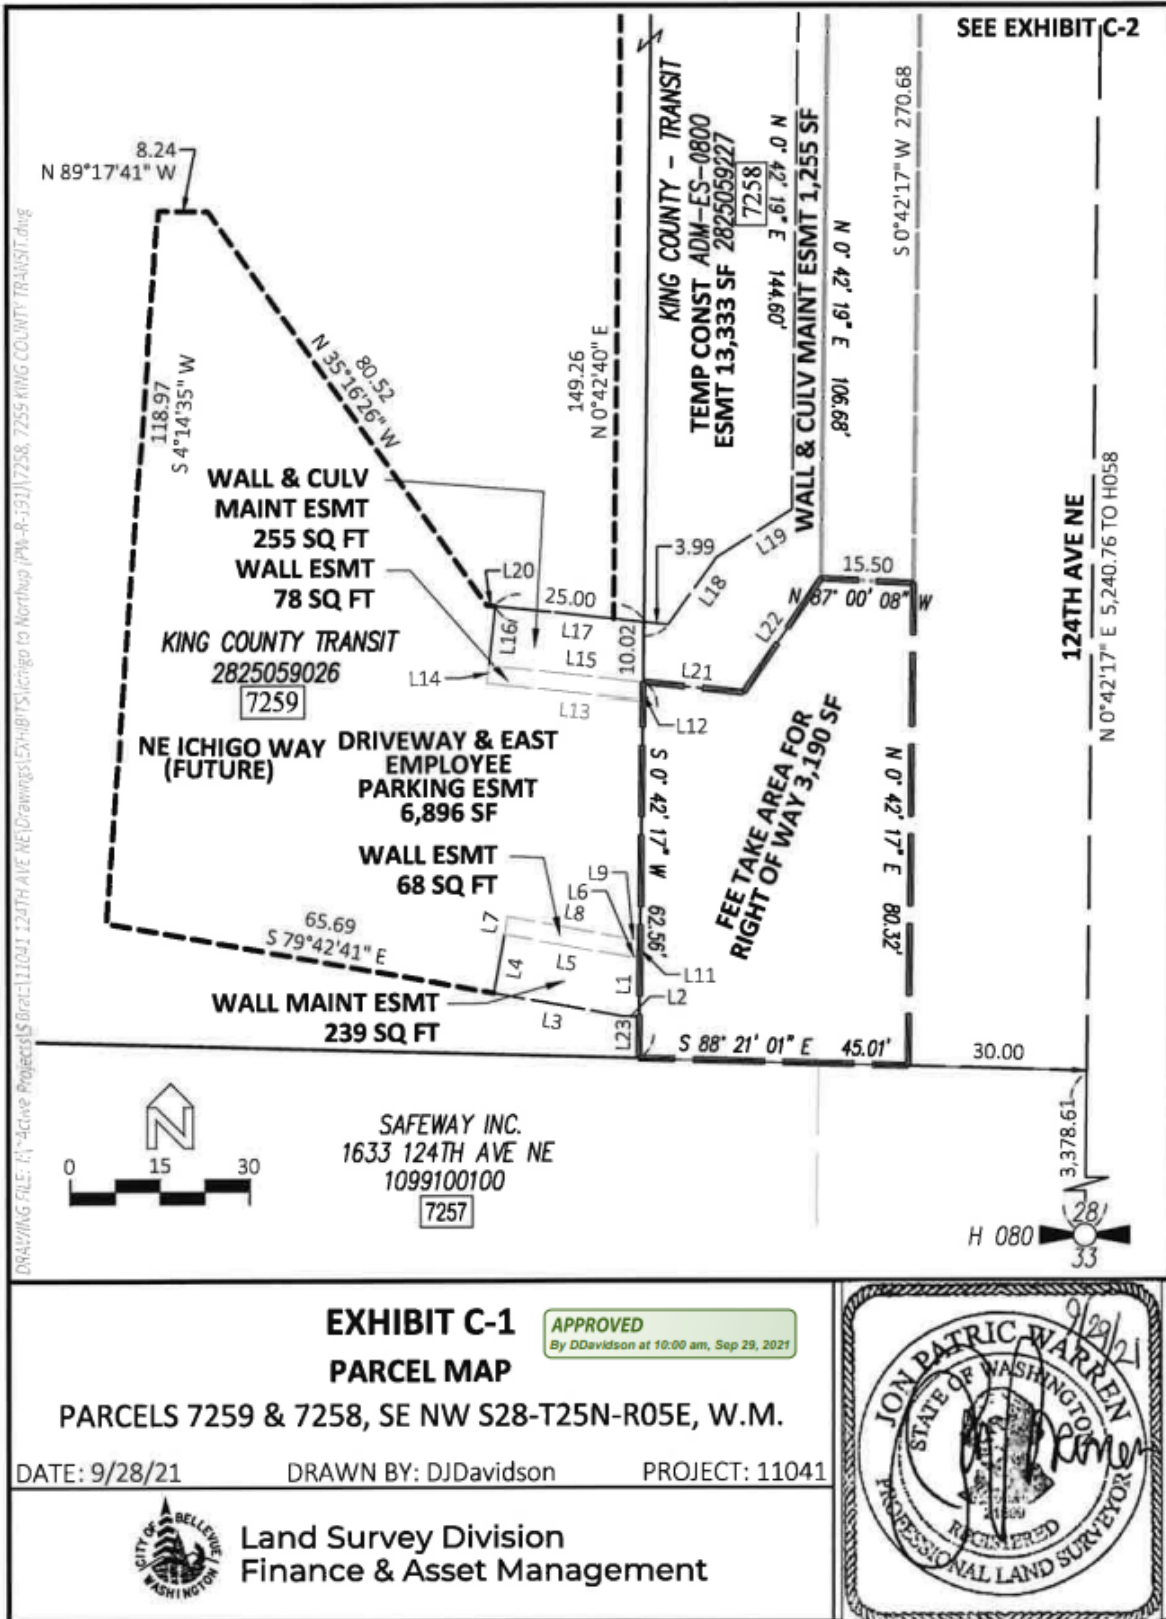 SEE EXHIBIT C-2
8.24
N 89°17'41" W
118.97
S 4°14'35" W
80.52
N 35°16'26" W
149.26
N 0°42'40" E
KING COUNTY - TRANSIT
TEMP CONST ADM-ES-0800
ESMT 13,333 SF 2825059227
7258
N 0° 42' 19" E 144.60'
WALL & CULV MAINT ESMT 1,255 SF
N 0° 42' 19" E 106.68'
S 0°42'17" W 270.68
124TH AVE NE
N 0°42'17" E 5,240.76 TO H058
WALL & CULV
MAINT ESMT
255 SQ FT
WALL ESMT
78 SQ FT
KING COUNTY TRANSIT
2825059026
7259
L20
25.00
L17
L16
L15
L14
L13
10.02
3.99
L18
L19
15.50
N 87° 00' 08" W
L22
L21
L12
NE ICHIGO WAY
(FUTURE)
DRIVEWAY & EAST
EMPLOYEE
PARKING ESMT
6,896 SF
WALL ESMT
68 SQ FT
L9
L6
L8
L7
L5
L4
L1
L11
L2
L3
L23
S 0° 42' 17" W 62.56'
FEE TAKE AREA FOR
RIGHT OF WAY 3,190 SF
N 0° 42' 17" E 80.32'
65.69
S 79°42'41" E
WALL MAINT ESMT
239 SQ FT
S 88° 21' 01" E 45.01'
30.00
3,378.61
N
0 15 30
SAFEWAY INC.
1633 124TH AVE NE
1099100100
7257
H 080
28
33
EXHIBIT C-1
APPROVED
By DDavidson at 10:00 am, Sep 29, 2021
PARCEL MAP
PARCELS 7259 & 7258, SE NW S28-T25N-R05E, W.M.
DATE: 9/28/21 DRAWN BY: DJDavidson PROJECT: 11041
CITY OF BELLEVUE
WASHINGTON
Land Survey Division
Finance & Asset Management
9/29/21
JON PATRIC WARREN
STATE OF WASHINGTON
REGISTERED
PROFESSIONAL LAND SURVEYOR